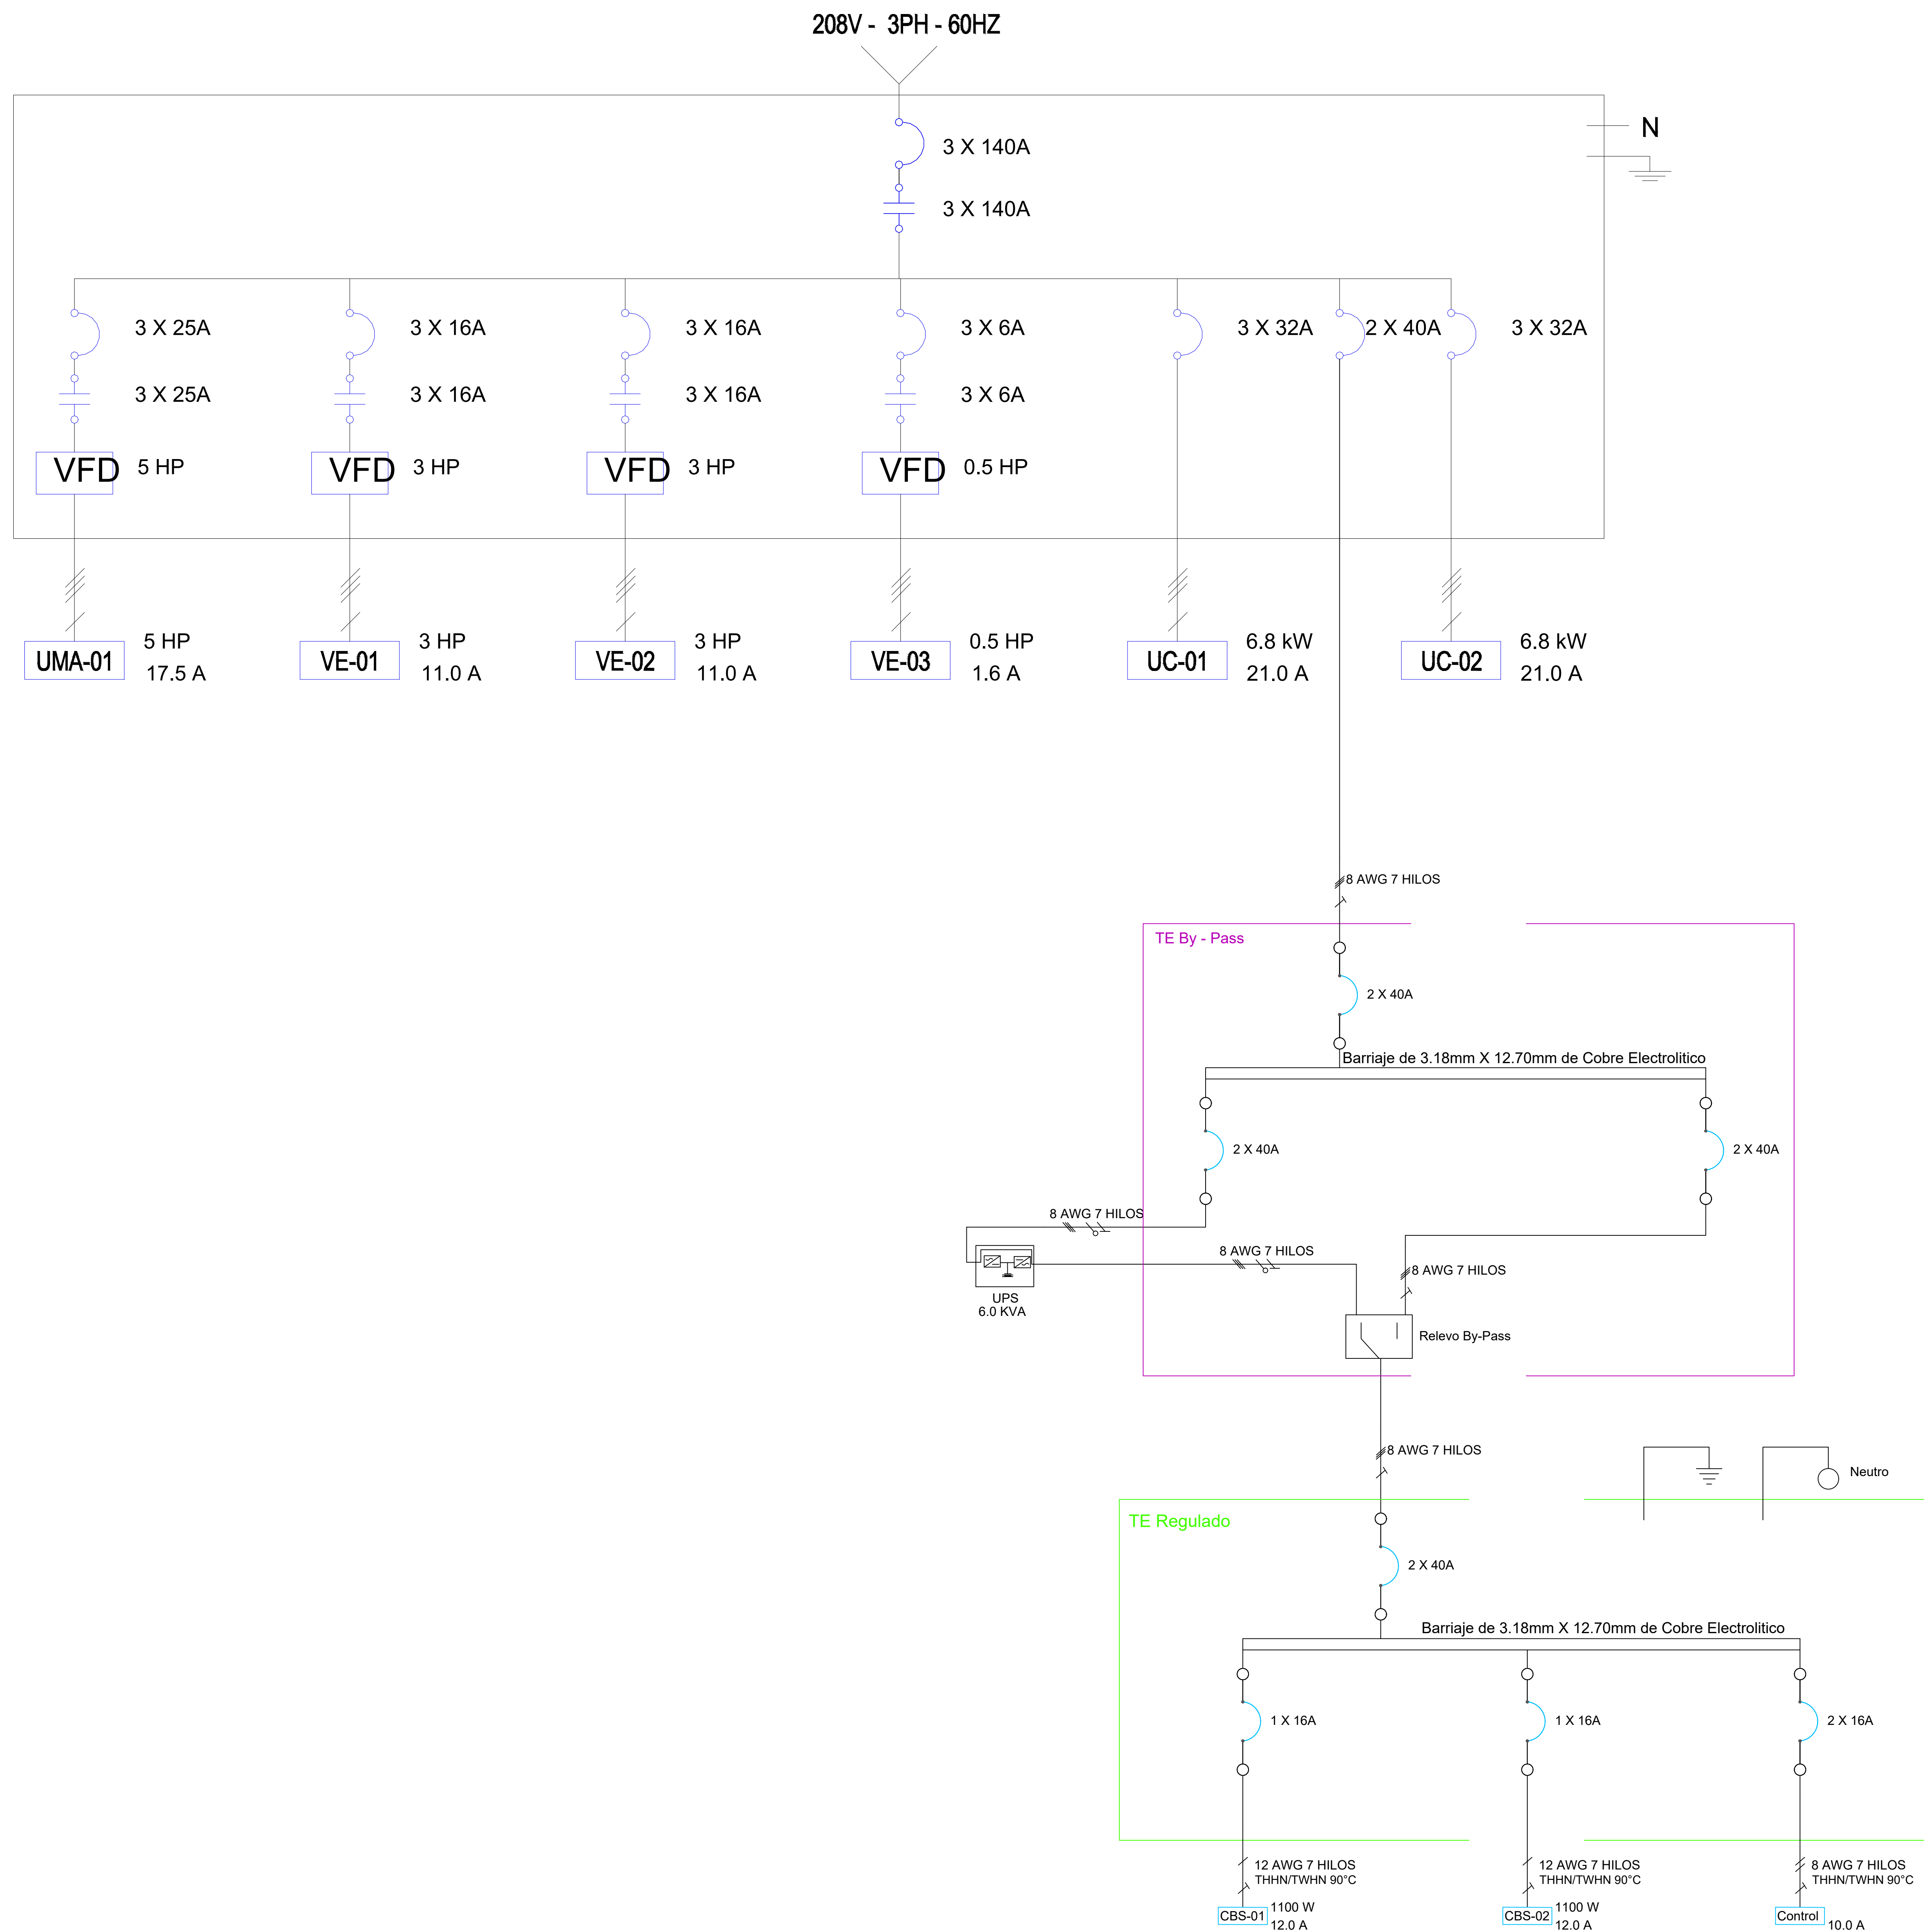 208V - 3PH - 60HZ
N
3 X 140A
3 X 140A
3 X 25A
3 X 16A
3 X 16A
3 X 6A
3 X 32A
2 X 40A
3 X 32A
3 X 25A
3 X 16A
3 X 16A
3 X 6A
VFD
5 HP
VFD
3 HP
VFD
3 HP
VFD
0.5 HP
UMA-01
5 HP
17.5 A
VE-01
3 HP
11.0 A
VE-02
3 HP
11.0 A
VE-03
0.5 HP
1.6 A
UC-01
6.8 kW
21.0 A
UC-02
6.8 kW
21.0 A
8 AWG 7 HILOS
TE By - Pass
2 X 40A
Barriaje de 3.18mm X 12.70mm de Cobre Electrolitico
2 X 40A
2 X 40A
8 AWG 7 HILOS
8 AWG 7 HILOS
8 AWG 7 HILOS
UPS
6.0 KVA
Relevo By-Pass
8 AWG 7 HILOS
Neutro
TE Regulado
2 X 40A
Barriaje de 3.18mm X 12.70mm de Cobre Electrolitico
1 X 16A
1 X 16A
2 X 16A
12 AWG 7 HILOS
THHN/TWHN 90°C
12 AWG 7 HILOS
THHN/TWHN 90°C
8 AWG 7 HILOS
THHN/TWHN 90°C
CBS-01
1100 W
12.0 A
CBS-02
1100 W
12.0 A
Control
10.0 A